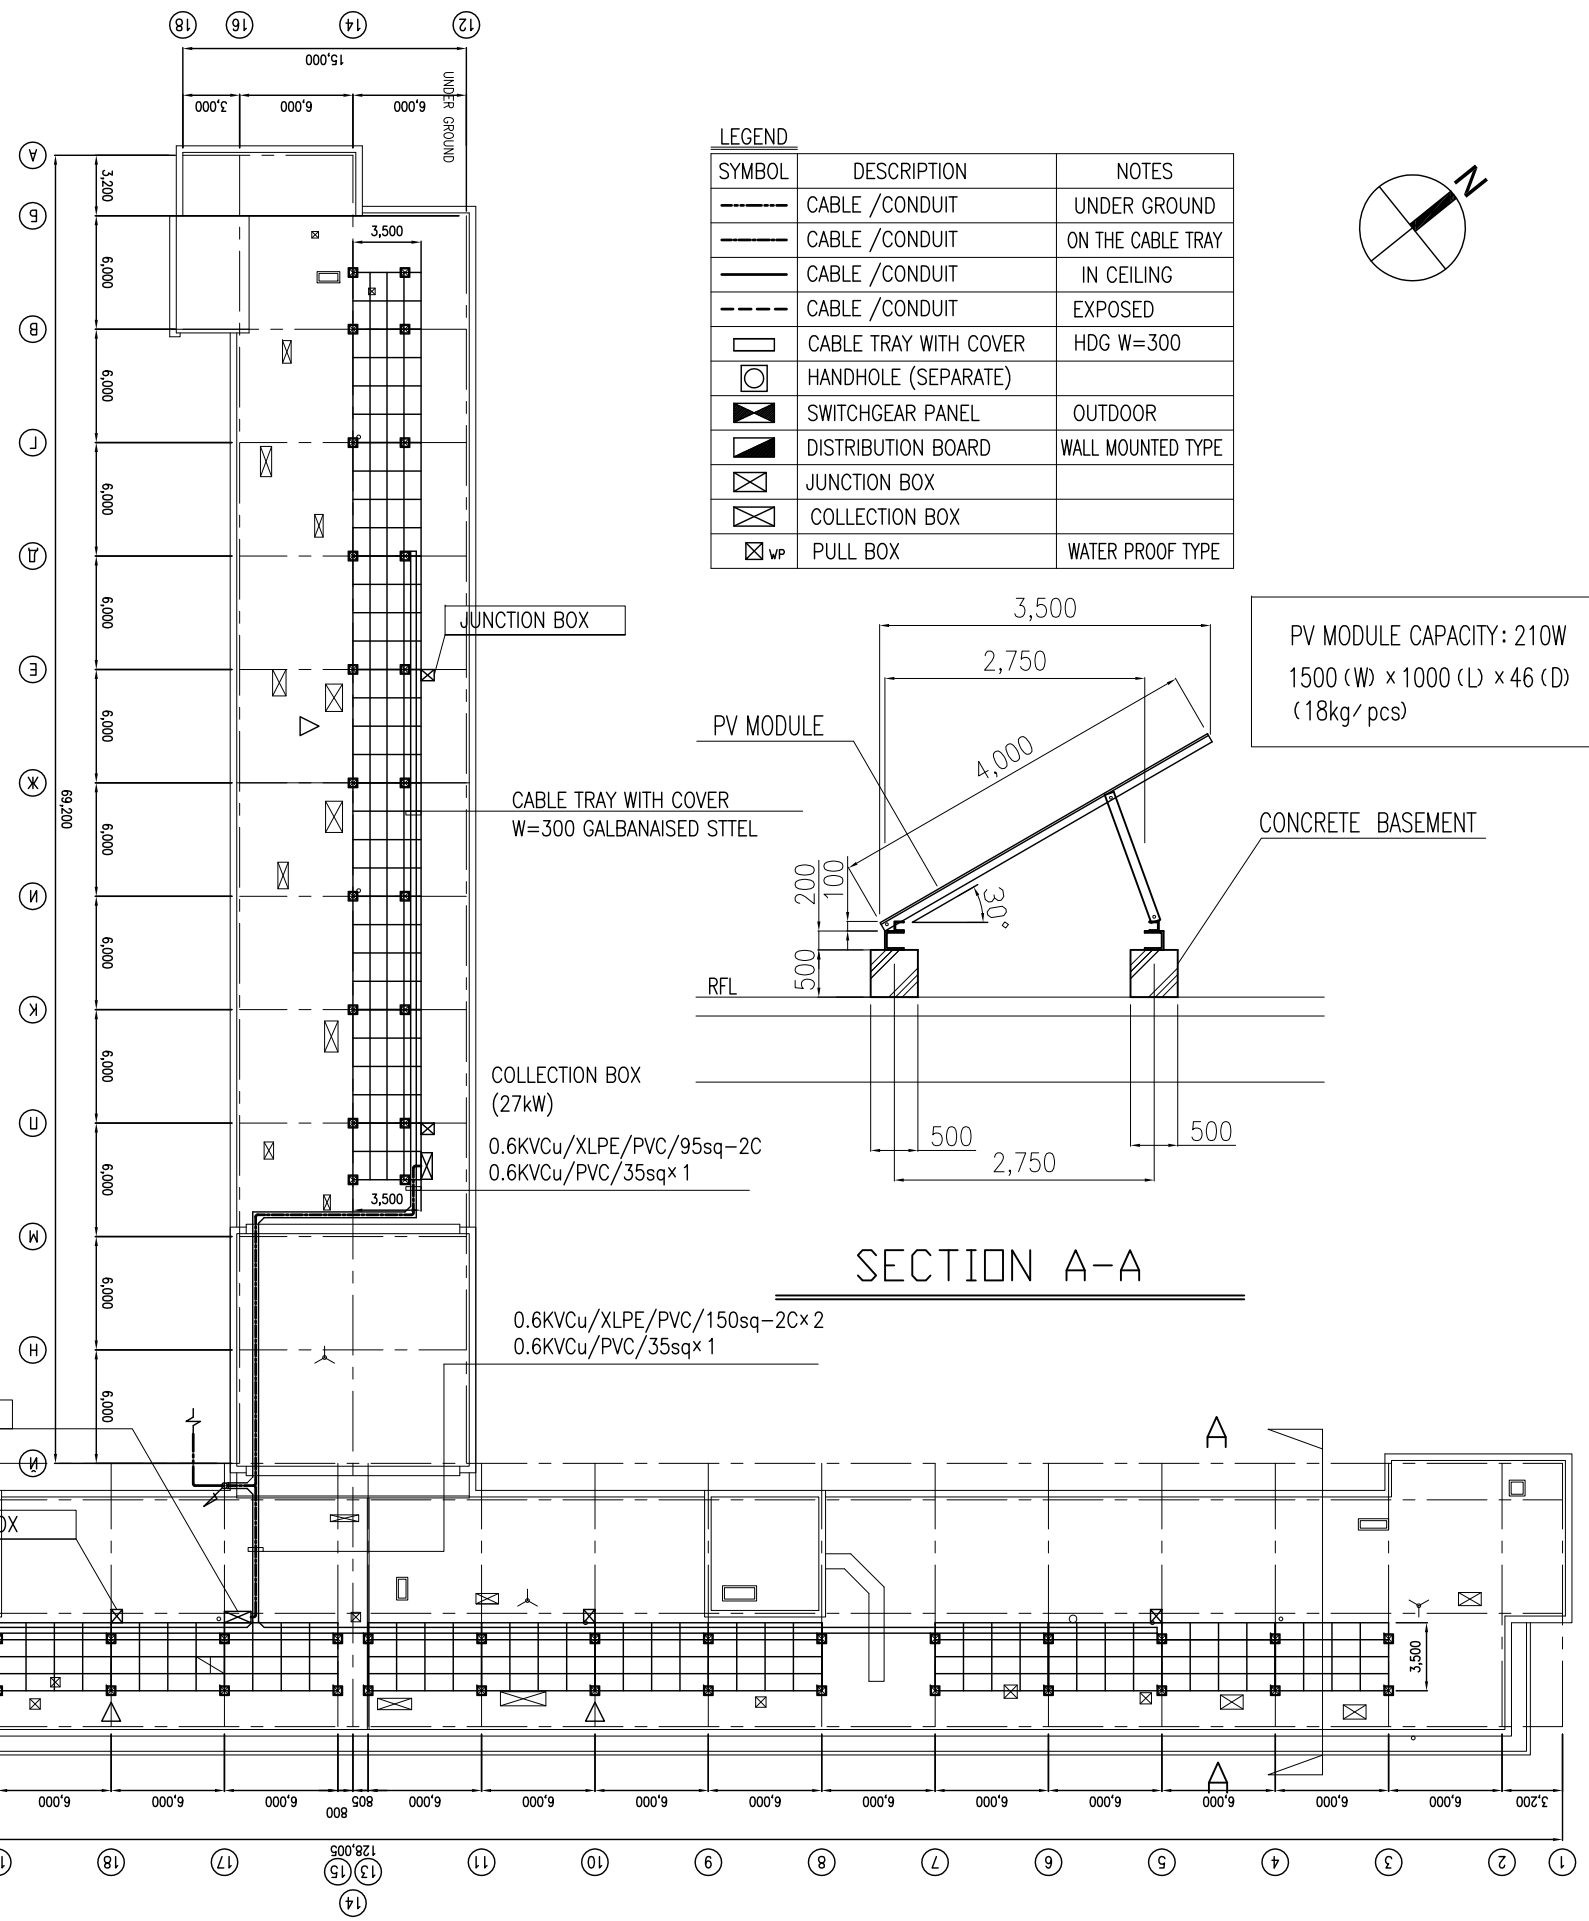 18
16
14
12
15,000
3,000
6,000
6,000
UNDER GROUND
А
Б
В
Г
Д
Е
Ж
И
К
П
М
Н
Й
3,200
6,000
6,000
6,000
6,000
6,000
6,000
6,000
6,000
6,000
6,000
6,000
69,200
3,500
LEGEND
SYMBOL DESCRIPTION NOTES
CABLE /CONDUIT UNDER GROUND
CABLE /CONDUIT ON THE CABLE TRAY
CABLE /CONDUIT IN CEILING
CABLE /CONDUIT EXPOSED
CABLE TRAY WITH COVER HDG W=300
HANDHOLE (SEPARATE)
SWITCHGEAR PANEL OUTDOOR
DISTRIBUTION BOARD WALL MOUNTED TYPE
JUNCTION BOX
COLLECTION BOX
WP PULL BOX WATER PROOF TYPE
N
JUNCTION BOX
CABLE TRAY WITH COVER
W=300 GALBANAISED STTEL
COLLECTION BOX
(27kW)
0.6KVCu/XLPE/PVC/95sq-2C
0.6KVCu/PVC/35sq×1
3,500
0.6KVCu/XLPE/PVC/150sq-2C×2
0.6KVCu/PVC/35sq×1
3,500
2,750
PV MODULE
4,000
PV MODULE CAPACITY: 210W
1500 (W) ×1000 (L) ×46 (D)
(18kg/pcs)
CONCRETE BASEMENT
200
100
500
30°
RFL
500
500
2,750
SECTION A-A
A
OX
3,500
A
6,000
6,000
6,000
800
805
6,000
6,000
6,000
6,000
6,000
6,000
6,000
6,000
6,000
6,000
3,200
128,005
18
17
15
13
14
11
10
9
8
7
6
5
4
3
2
1